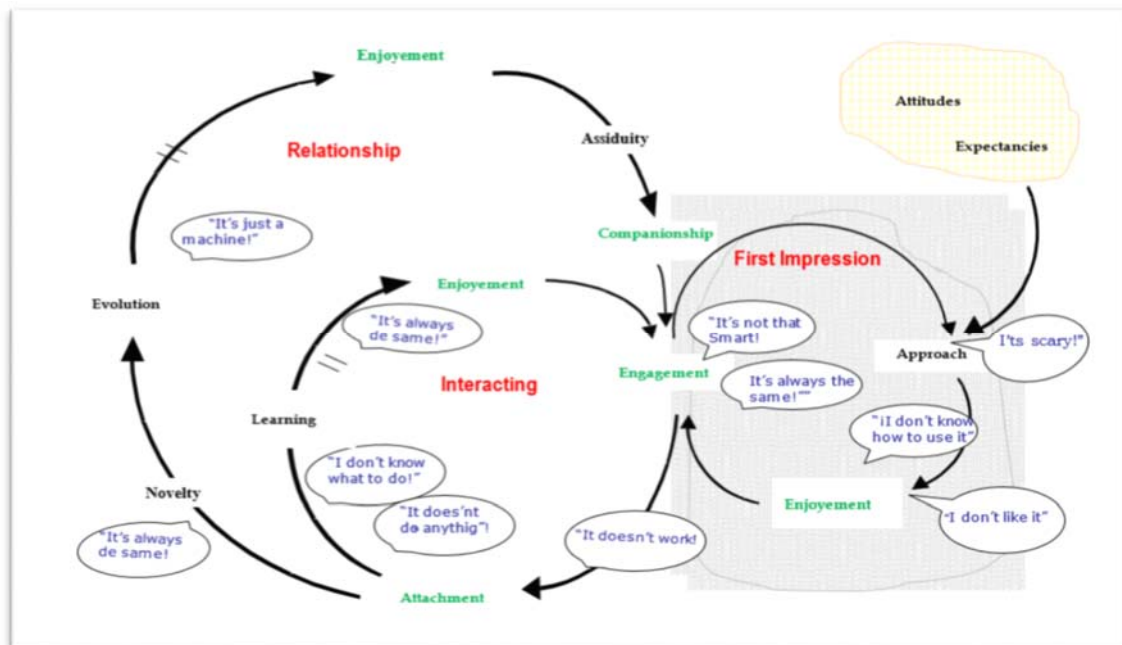 Enjoyement
Attitudes
Expectancies
Assiduity
Relationship
"It's just a
machine!"
Companionship
First Impression
Evolution
Enjoyement
"It's always
de same!"
"It's not that
Smart!
I'ts scary!"
Approach
Engagement
Interacting
It's always the
same!""
Learning
"iI don't know
how to use it"
"I don't know
what to do!"
Novelty
Enjoyement
"It does'nt
do anythig"!
"I don't like it"
"It's always
de same!
"It doesn't work!
Attachment